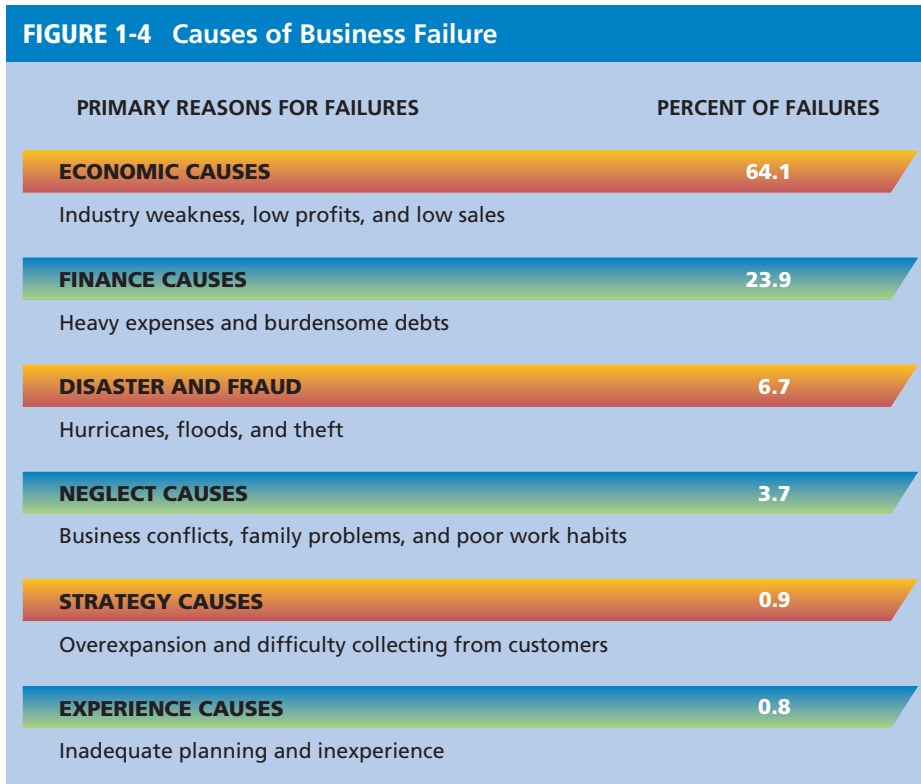 FIGURE 1-4 Causes of Business Failure
PRIMARY REASONS FOR FAILURES PERCENT OF FAILURES
ECONOMIC CAUSES 64.1
Industry weakness, low profits, and low sales
FINANCE CAUSES 23.9
Heavy expenses and burdensome debts
DISASTER AND FRAUD 6.7
Hurricanes, floods, and theft
NEGLECT CAUSES 3.7
Business conflicts, family problems, and poor work habits
STRATEGY CAUSES 0.9
Overexpansion and difficulty collecting from customers
EXPERIENCE CAUSES 0.8
Inadequate planning and inexperience